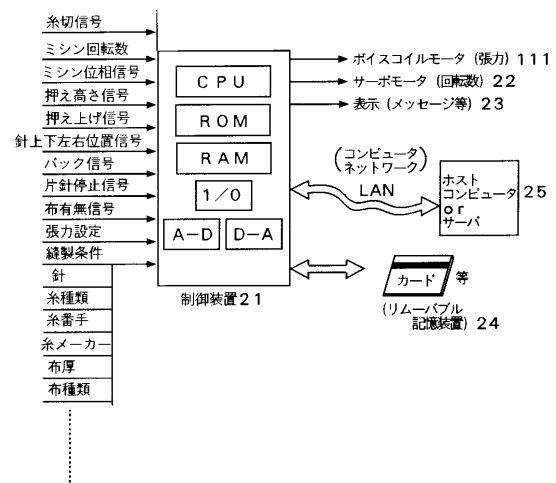 糸切信号
ミシン回転数
ミシン位相信号
押え高さ信号
押え上げ信号
針上下左右位置信号
バック信号
片針停止信号
布有無信号
張力設定
縫製条件
針
糸種類
糸番手
糸メーカー
布厚
布種類
CPU
ROM
RAM
1/0
A-D
D-A
制御装置21
ボイスコイルモータ(張力)111
サーボモータ(回転数)22
表示(メッセージ等)23
(コンピュータ
ネットワーク)
LAN
ホスト
コンピュータ
or
サーバ
25
カード
等
(リムーバブル
記憶装置)24